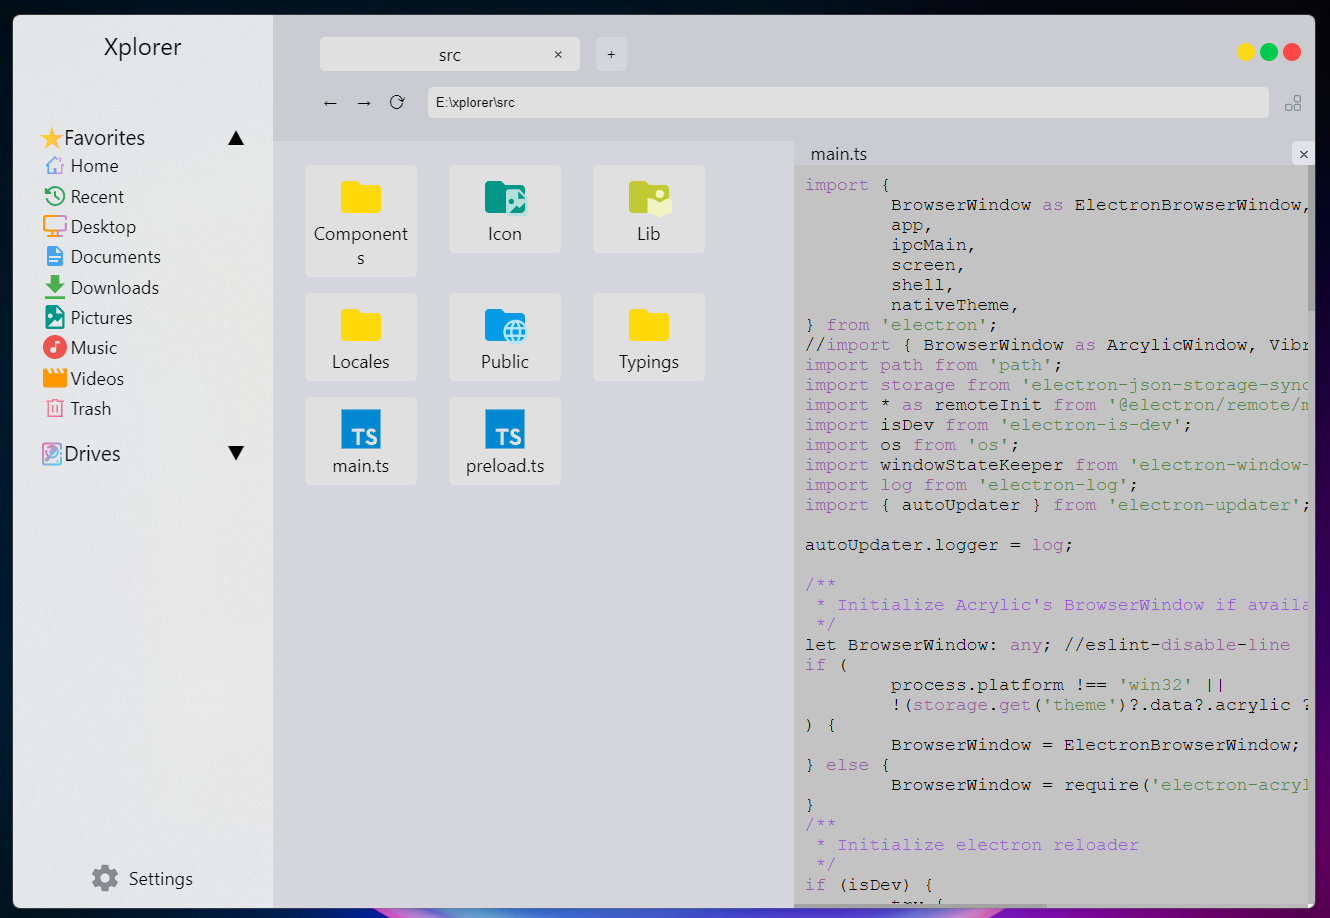 Xplorer
Favorites
Home
Recent
Desktop
Documents
Downloads
Pictures
Music
Videos
Trash
Drives
Settings
src
E:\xplorer\src
Component
s
Icon
Lib
Locales
Public
Typings
TS
main.ts
TS
preload.ts
main.ts
import {
BrowserWindow as ElectronBrowserWindow,
app,
ipcMain,
screen,
shell,
nativeTheme,
} from 'electron';
//import { BrowserWindow as ArcylicWindow, Vibr
import path from 'path';
import storage from 'electron-json-storage-sync
import * as remoteInit from '@electron/remote/m
import isDev from 'electron-is-dev';
import os from 'os';
import windowStateKeeper from 'electron-window-
import log from 'electron-log';
import { autoUpdater } from 'electron-updater';
autoUpdater.logger = log;
/**
* Initialize Acrylic's BrowserWindow if availa
*/
let BrowserWindow: any; //eslint-disable-line
if (
process.platform !== 'win32' ||
!(storage.get('theme')?.data?.acrylic ?
) {
BrowserWindow = ElectronBrowserWindow;
} else {
BrowserWindow = require('electron-acryl
}
/**
* Initialize electron reloader
*/
if (isDev) {
try {